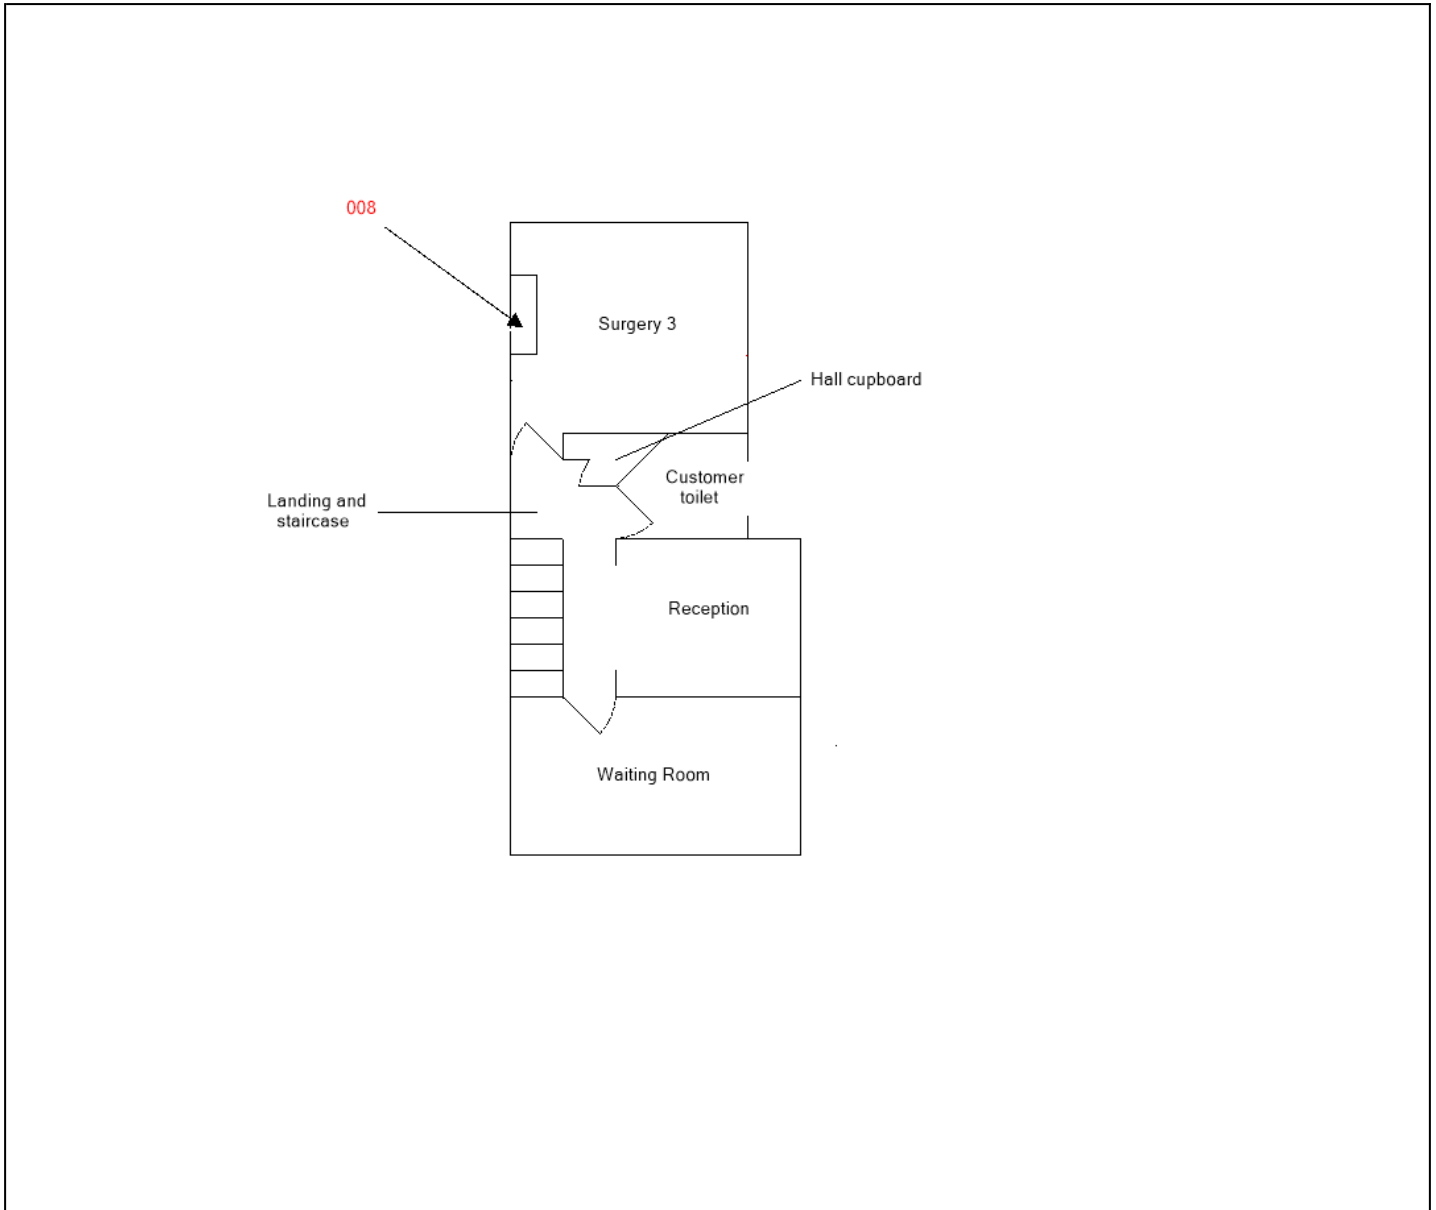 008
Surgery 3
Hall cupboard
Customer
toilet
Landing and
staircase
Reception
Waiting Room